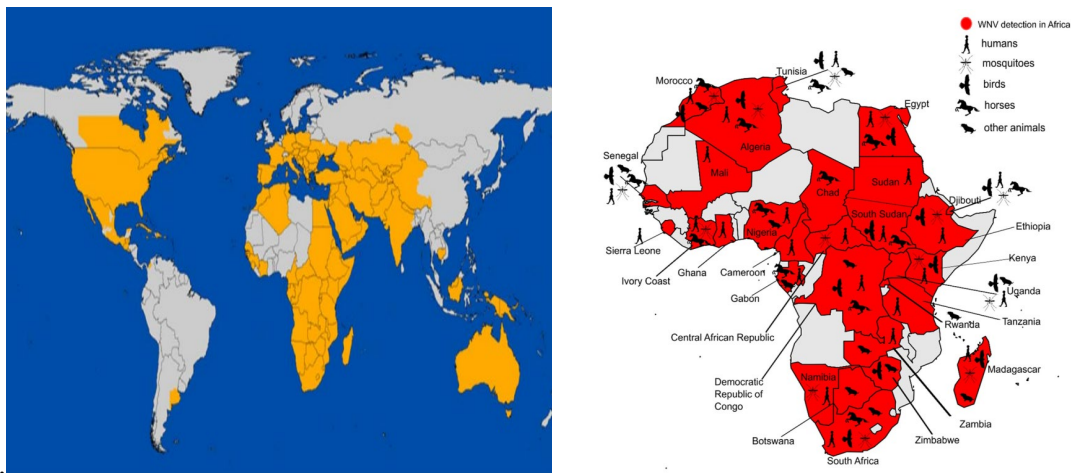 WNV detection in Africa
humans
mosquitoes
birds
horses
other animals
Tunisia
Morocco
Egypt
Algeria
Senegal
Mali
Chad
Sudan
Djibouti
South Sudan
Nigeria
Ethiopia
Sierra Leone
Kenya
Ivory Coast
Ghana
Cameroon
Uganda
Gabon
Rwanda
Tanzania
Central African Republic
Madagascar
Namibia
Democratic
Republic of
Congo
Zambia
Botswana
Zimbabwe
South Africa